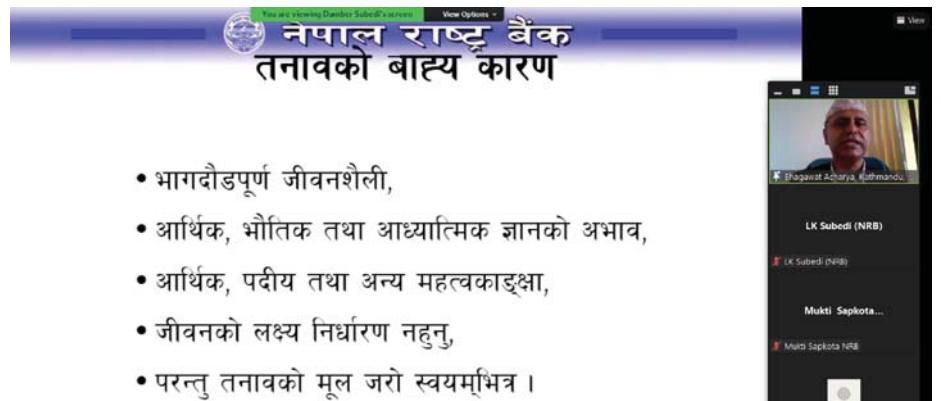 You are viewing Damber Subedi's screen View Options
View
नेपाल राष्ट्र बैंक
तनावको बाह्य कारण
• भागदौडपूर्ण जीवनशैली,
• आर्थिक, भौतिक तथा आध्यात्मिक ज्ञानको अभाव,
• आर्थिक, पदीय तथा अन्य महत्वकाङ्क्षा,
• जीवनको लक्ष्य निर्धारण नहुनु,
• परन्तु तनावको मूल जरो स्वयम्‌भित्र ।
Bhagawat Acharya, Kathmandu,
LK Subedi (NRB)
LK Subedi (NRB)
Mukti Sapkota...
Mukti Sapkota NRB